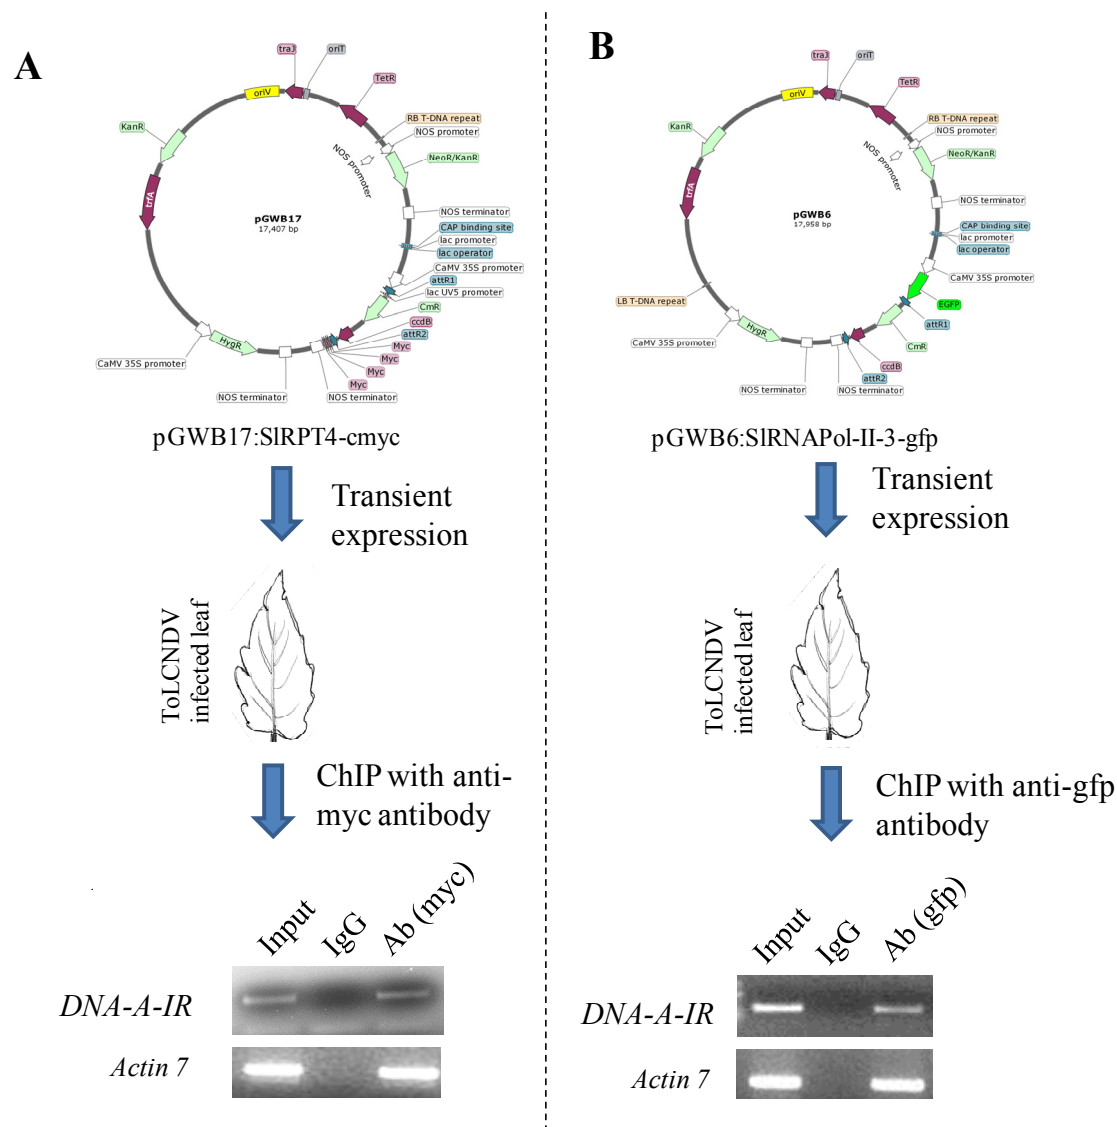 A
traJ
oriT
oriV
TetR
KanR
RB T-DNA repeat
NOS promoter
NOS promoter
NeoR/KanR
trfA
pGWB17
17,407 bp
NOS terminator
CAP binding site
lac promoter
lac operator
CaMV 35S promoter
attR1
lac UV5 promoter
CmR
ccdB
attR2
Myc
Myc
Myc
HygR
CaMV 35S promoter
NOS terminator
NOS terminator
pGWB17:SlRPT4-cmyc
Transient
expression
ToLCNDV
infected leaf
ChIP with anti-
myc antibody
Input
IgG
Ab (myc)
DNA-A-IR
Actin 7
B
traJ
oriT
oriV
TetR
KanR
RB T-DNA repeat
NOS promoter
NOS promoter
NeoR/KanR
trfA
pGWB6
17,958 bp
NOS terminator
CAP binding site
lac promoter
lac operator
CaMV 35S promoter
LB T-DNA repeat
EGFP
attR1
CmR
CaMV 35S promoter
HygR
ccdB
attR2
NOS terminator
NOS terminator
pGWB6:SlRNAPol-II-3-gfp
Transient
expression
ToLCNDV
infected leaf
ChIP with anti-gfp
antibody
Input
IgG
Ab (gfp)
DNA-A-IR
Actin 7